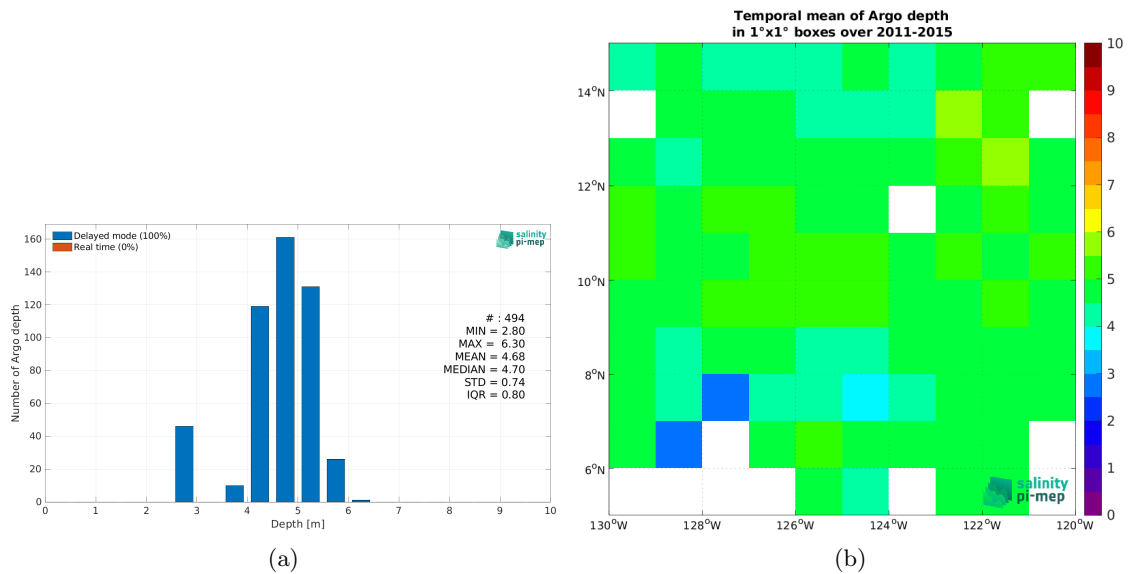 Delayed mode (100%)
Real time (0%)
salinity
pi-mep
160
140
120
100
80
60
40
20
0
Number of Argo depth
# : 494
MIN = 2.80
MAX =  6.30
MEAN = 4.68
MEDIAN = 4.70
STD = 0.74
IQR = 0.80
0 1 2 3 4 5 6 7 8 9 10
Depth [m]
(a)
Temporal mean of Argo depth
in 1°x1° boxes over 2011-2015
14°N
12°N
10°N
8°N
6°N
130°W 128°W 126°W 124°W 122°W 120°W
salinity
pi-mep
10
9
8
7
6
5
4
3
2
1
0
(b)